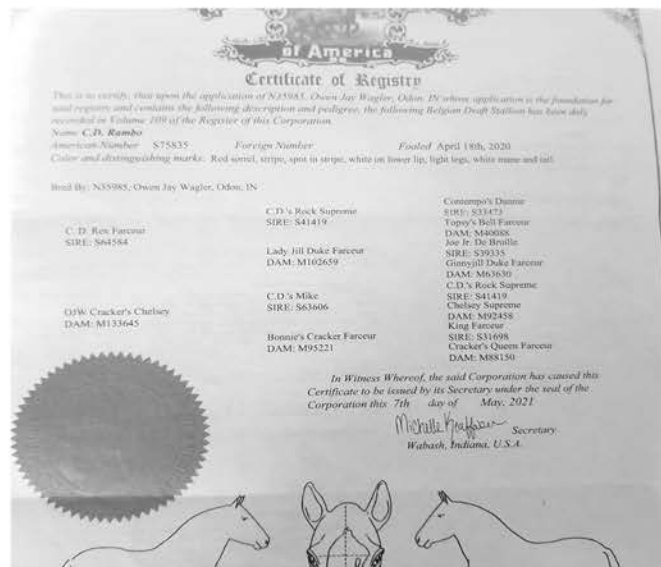 of America
Certificate of Registry
This is to certify, that upon the application of N35985, Owen Jay Wagler, Odon, IN whose application is the foundation for
said registry and contains the following description and pedigree, the following Belgian Draft Stallion has been duly
recorded in Volume 109 of the Register of this Corporation.
Name C.D. Rambo
American Number S75835 Foreign Number Foaled April 18th, 2020
Color and distinguishing marks: Red sorrel, stripe, spot in stripe, white on lower lip, light legs, white mane and tail.
Bred By: N35985, Owen Jay Wagler, Odon, IN
C. D. Rex Farceur
SIRE: S64584
OJW Cracker's Chelsey
DAM: M133645
C.D.'s Rock Supreme
SIRE: S41419
Lady Jill Duke Farceur
DAM: M102659
C.D.'s Mike
SIRE: S63606
Bonnie's Cracker Farceur
DAM: M95221
Contempo's Dannie
SIRE: S33473
Topsy's Bell Farceur
DAM: M40088
Joe Jr. De Bruille
SIRE: S39335
Ginnyjill Duke Farceur
DAM: M63630
C.D.'s Rock Supreme
SIRE: S41419
Chelsey Supreme
DAM: M92458
King Farceur
SIRE: S31698
Cracker's Queen Farceur
DAM: M88150
In Witness Whereof, the said Corporation has caused this
Certificate to be issued by its Secretary under the seal of the
Corporation this 7th day of May, 2021
Michelle Secretary
Wabash, Indiana, U.S.A.